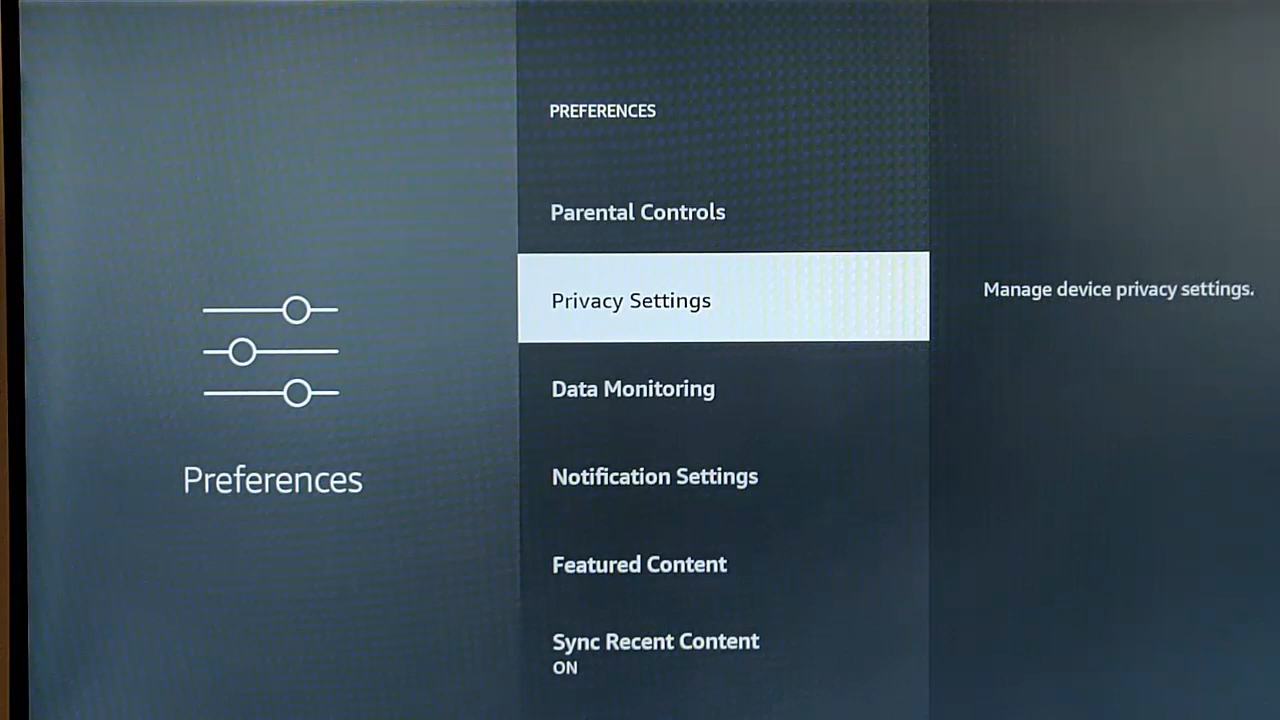 Preferences
PREFERENCES
Parental Controls
Privacy Settings
Data Monitoring
Notification Settings
Featured Content
Sync Recent Content
ON
Manage device privacy settings.